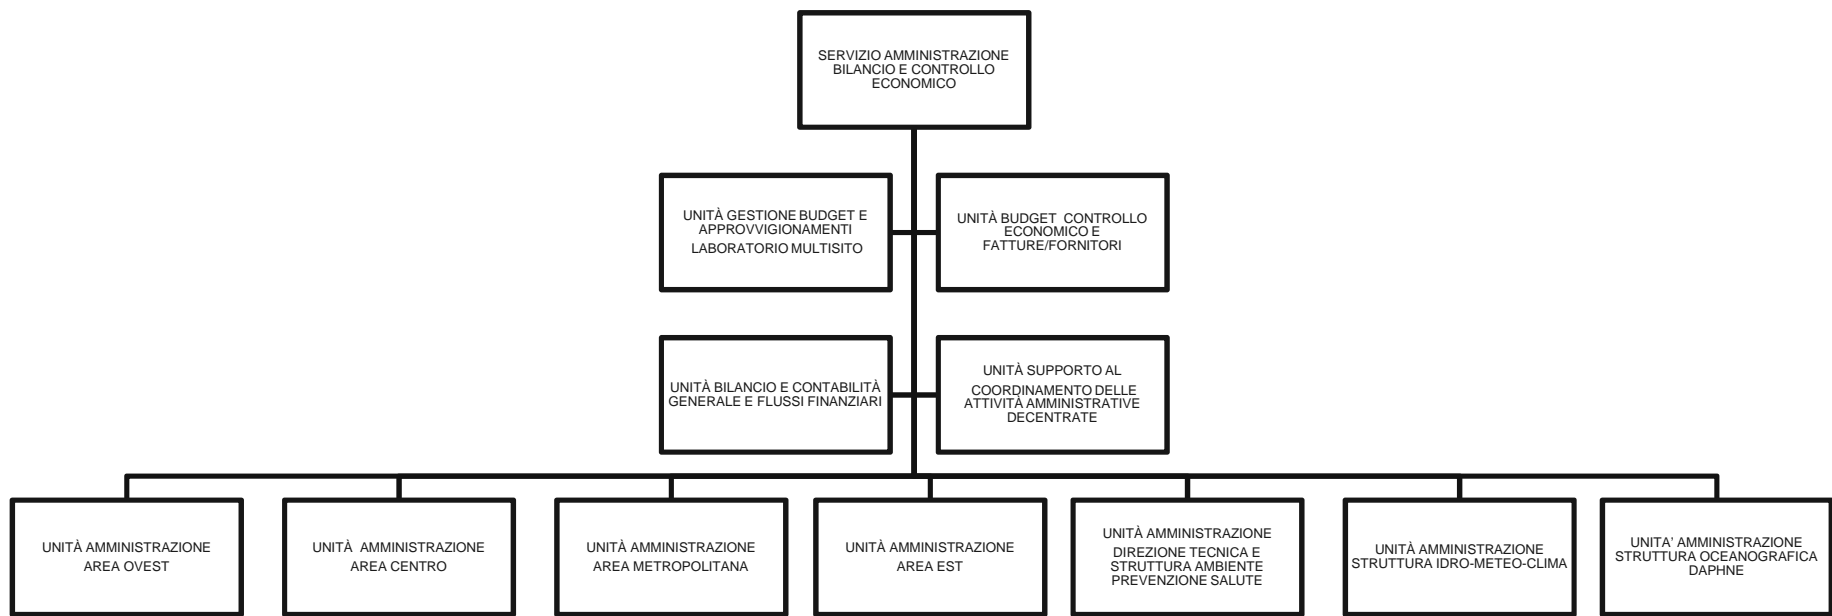 SERVIZIO AMMINISTRAZIONE
BILANCIO E CONTROLLO
ECONOMICO
UNITÀ GESTIONE BUDGET E
APPROVVIGIONAMENTI
LABORATORIO MULTISITO
UNITÀ BUDGET CONTROLLO
ECONOMICO E
FATTURE/FORNITORI
UNITÀ BILANCIO E CONTABILITÀ
GENERALE E FLUSSI FINANZIARI
UNITÀ SUPPORTO AL
COORDINAMENTO DELLE
ATTIVITÀ AMMINISTRATIVE
DECENTRATE
UNITÀ AMMINISTRAZIONE
AREA OVEST
UNITÀ AMMINISTRAZIONE
AREA CENTRO
UNITÀ AMMINISTRAZIONE
AREA METROPOLITANA
UNITÀ AMMINISTRAZIONE
AREA EST
UNITÀ AMMINISTRAZIONE
DIREZIONE TECNICA E
STRUTTURA AMBIENTE
PREVENZIONE SALUTE
UNITÀ AMMINISTRAZIONE
STRUTTURA IDRO-METEO-CLIMA
UNITA' AMMINISTRAZIONE
STRUTTURA OCEANOGRAFICA
DAPHNE